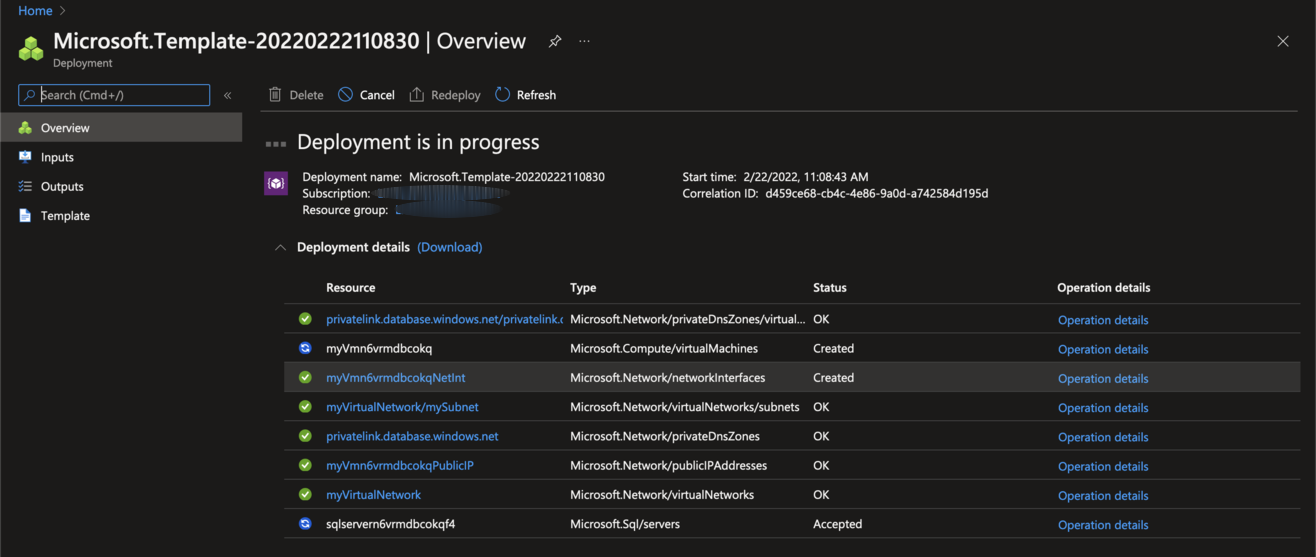 Home >
Microsoft.Template-20220222110830 | Overview ...
Deployment
Search (Cmd+/) «
Delete Cancel Redeploy Refresh
Overview
Inputs
Outputs
Template
Deployment is in progress
Deployment name: Microsoft.Template-20220222110830 Start time: 2/22/2022, 11:08:43 AM
Subscription: Correlation ID: d459ce68-cb4c-4e86-9a0d-a742584d195d
Resource group:
Deployment details (Download)
Resource Type Status Operation details
privatelink.database.windows.net/privatelink.c Microsoft.Network/privateDnsZones/virtual... OK Operation details
myVmn6vrmdbcokq Microsoft.Compute/virtualMachines Created Operation details
myVmn6vrmdbcokqNetInt Microsoft.Network/networkInterfaces Created Operation details
myVirtualNetwork/mySubnet Microsoft.Network/virtualNetworks/subnets OK Operation details
privatelink.database.windows.net Microsoft.Network/privateDnsZones OK Operation details
myVmn6vrmdbcokqPublicIP Microsoft.Network/publicIPAddresses OK Operation details
myVirtualNetwork Microsoft.Network/virtualNetworks OK Operation details
sqlservern6vrmdbcokqf4 Microsoft.Sql/servers Accepted Operation details